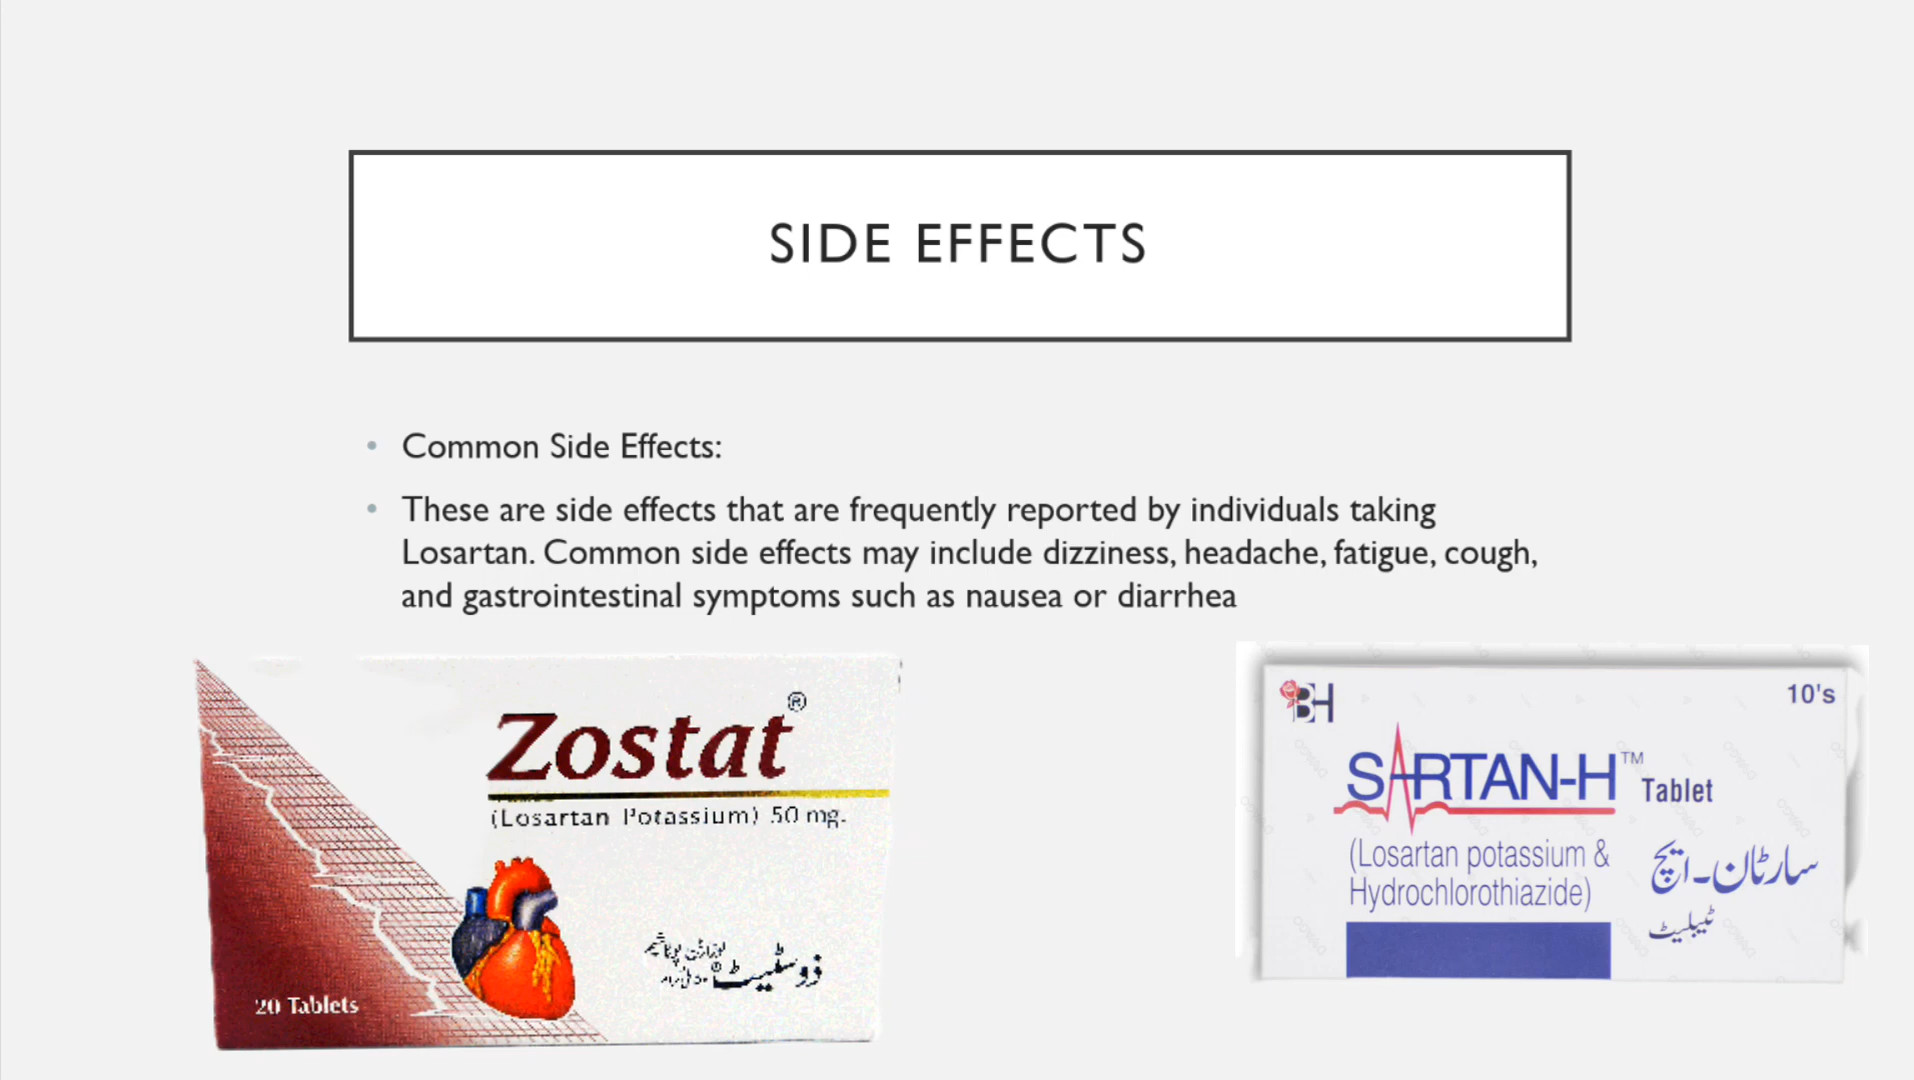 SIDE EFFECTS
• Common Side Effects:
• These are side effects that are frequently reported by individuals taking
Losartan. Common side effects may include dizziness, headache, fatigue, cough,
and gastrointestinal symptoms such as nausea or diarrhea
Zostat®
(Losartan Potassium) 50 mg.
لوزارٹن پوٹاشیم
زوسٹیٹ®
20 Tablets
BH
10's
SARTAN-H™ Tablet
(Losartan potassium &
Hydrochlorothiazide)
سارٹان۔ایچ
ٹیبلیٹ